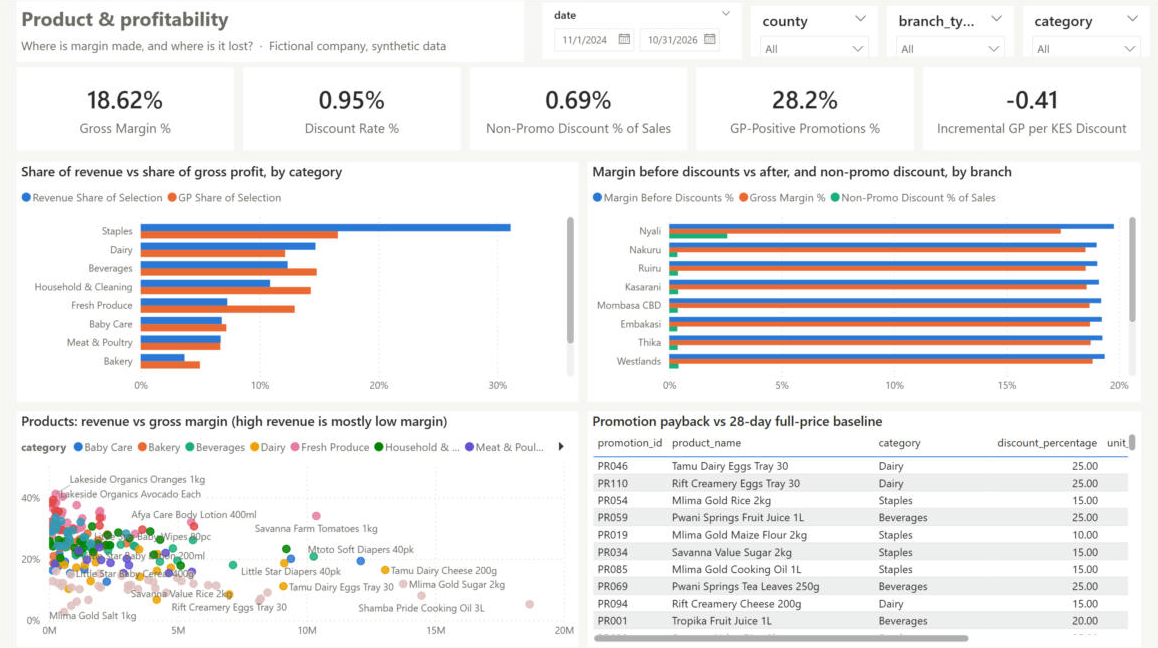 Product & profitability
Where is margin made, and where is it lost? · Fictional company, synthetic data
date
11/1/2024
10/31/2026
county
All
branch_ty...
All
category
All
18.62%
Gross Margin %
0.95%
Discount Rate %
0.69%
Non-Promo Discount % of Sales
28.2%
GP-Positive Promotions %
-0.41
Incremental GP per KES Discount
Share of revenue vs share of gross profit, by category
Revenue Share of Selection GP Share of Selection
Staples
Dairy
Beverages
Household & Cleaning
Fresh Produce
Baby Care
Meat & Poultry
Bakery
0% 10% 20% 30%
Margin before discounts vs after, and non-promo discount, by branch
Margin Before Discounts % Gross Margin % Non-Promo Discount % of Sales
Nyali
Nakuru
Ruiru
Kasarani
Mombasa CBD
Embakasi
Thika
Westlands
0% 5% 10% 15% 20%
Products: revenue vs gross margin (high revenue is mostly low margin)
category Baby Care Bakery Beverages Dairy Fresh Produce Household & ... Meat & Poul...
Lakeside Organics Oranges 1kg
40%
Lakeside Organics Avocado Each
Afya Care Body Lotion 400ml
Savanna Farm Tomatoes 1kg
Baby Wipes 80pc
Mtoto Soft Diapers 40pk
20%
Little Star Diapers 40pk
Tamu Dairy Cheese 200g
Little Star Baby Cereal 400g
Tamu Dairy Eggs Tray 30
Mlima Gold Sugar 2kg
Savanna Value Rice 2kg
Rift Creamery Eggs Tray 30
Shamba Pride Cooking Oil 3L
Mlima Gold Salt 1kg
0%
0M 5M 10M 15M 20M
Promotion payback vs 28-day full-price baseline
promotion_id product_name category discount_percentage unit_
PR046 Tamu Dairy Eggs Tray 30 Dairy 25.00
PR110 Rift Creamery Eggs Tray 30 Dairy 25.00
PR054 Mlima Gold Rice 2kg Staples 15.00
PR059 Pwani Springs Fruit Juice 1L Beverages 25.00
PR019 Mlima Gold Maize Flour 2kg Staples 10.00
PR034 Savanna Value Sugar 2kg Staples 15.00
PR085 Mlima Gold Cooking Oil 1L Staples 15.00
PR069 Pwani Springs Tea Leaves 250g Beverages 25.00
PR094 Rift Creamery Cheese 200g Dairy 15.00
PR001 Tropika Fruit Juice 1L Beverages 20.00